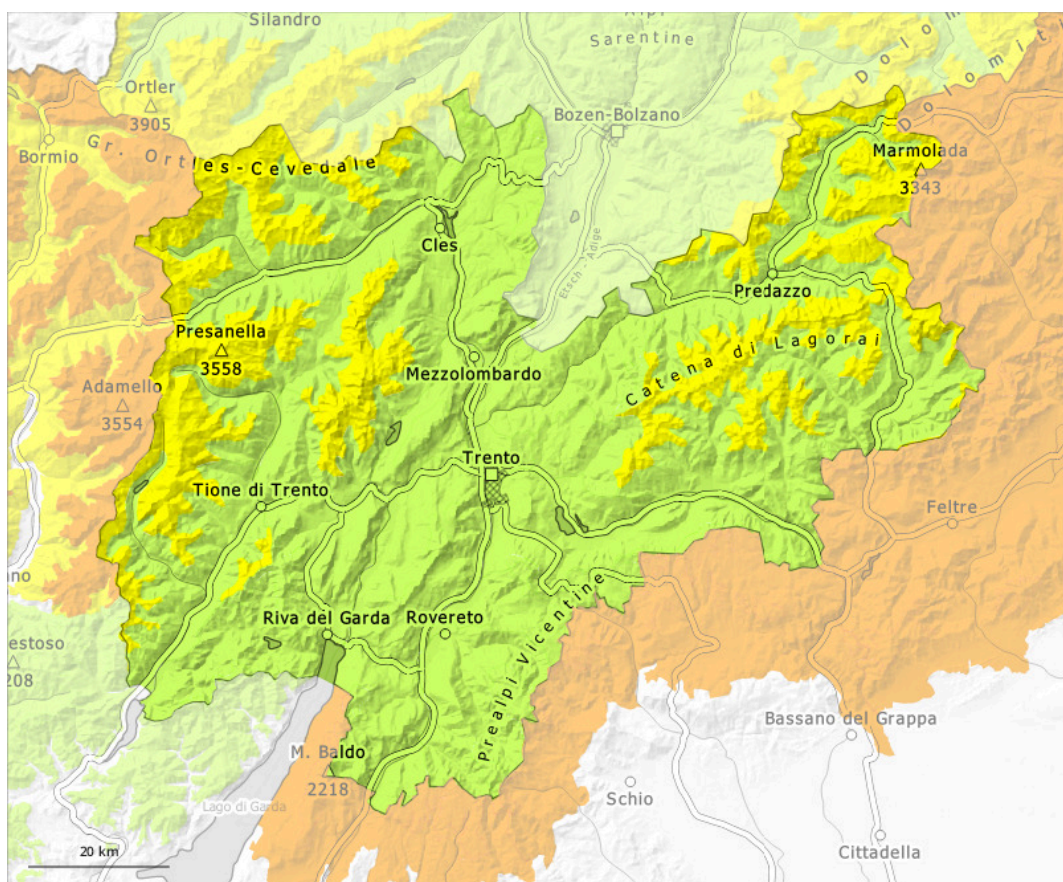 Silandro
Sarentine
Ortler
3905
Bozen-Bolzano
Bormio
Gr. Ortles-Cevedale
Dolomiti
Marmolada
3343
Cles
Etsch - Adige
Predazzo
Presanella
3558
Mezzolombardo
Catena di Lagorai
Adamello
3554
Trento
Tione di Trento
Feltre
Riva del Garda
Rovereto
Prealpi Vicentine
Bassano del Grappa
M. Baldo
2218
Lago di Garda
Schio
Cittadella
20 km